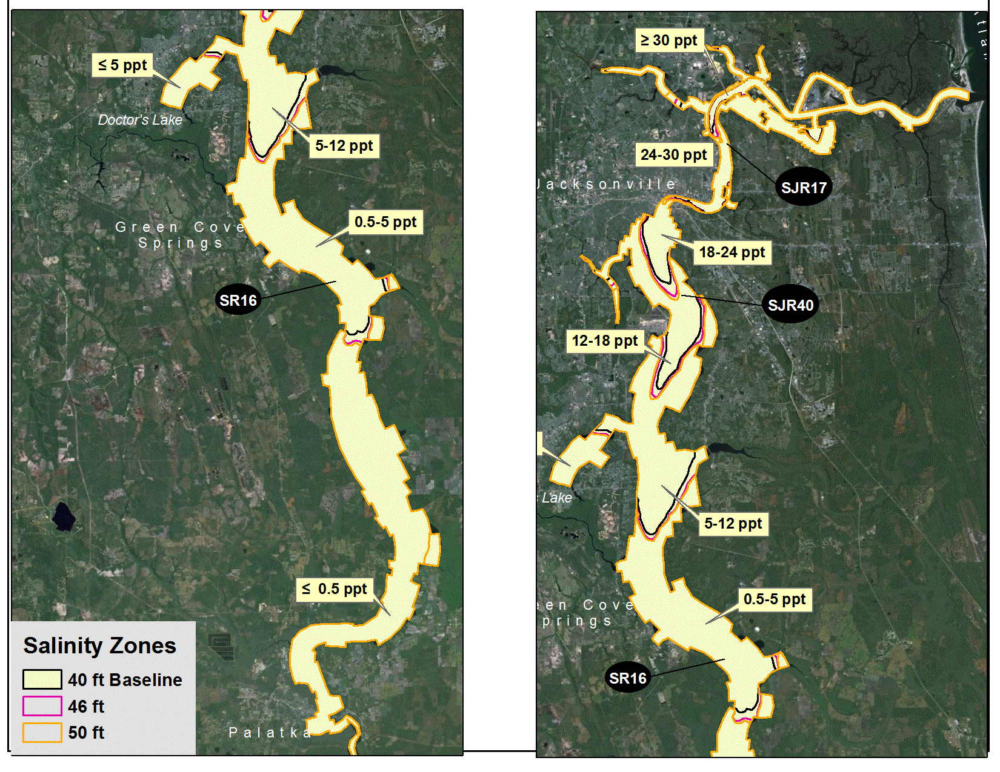 ≤ 5 ppt
Doctor's Lake
5-12 ppt
Green Cove
Springs
0.5-5 ppt
SR16
≤ 0.5 ppt
Palatka
Salinity Zones
40 ft Baseline
46 ft
50 ft
≥ 30 ppt
24-30 ppt
Jacksonville
SJR17
18-24 ppt
SJR40
12-18 ppt
s Lake
5-12 ppt
een Cove
prings
0.5-5 ppt
SR16